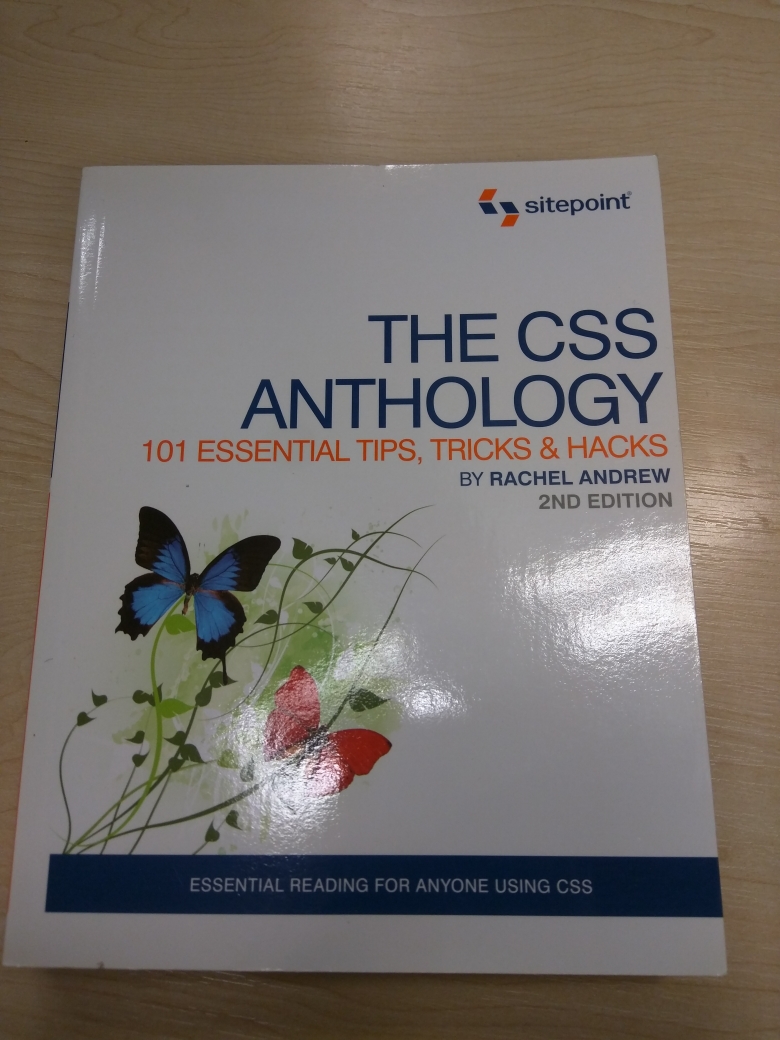 sitepoint®
THE CSS
ANTHOLOGY
101 ESSENTIAL TIPS, TRICKS & HACKS
BY RACHEL ANDREW
2ND EDITION
ESSENTIAL READING FOR ANYONE USING CSS